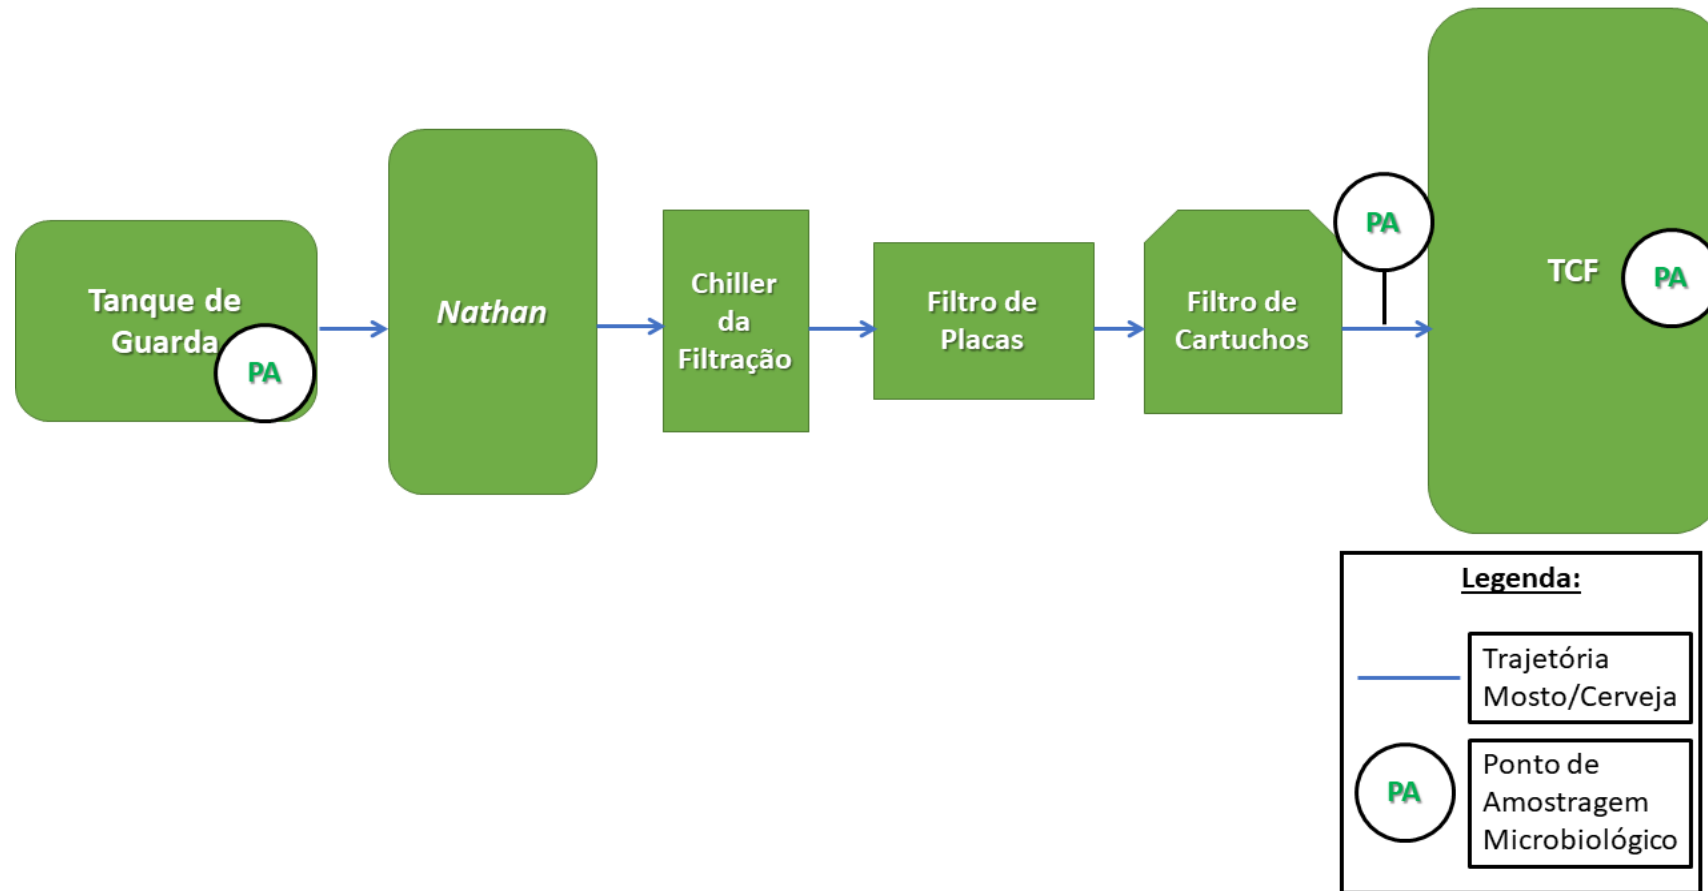 Tanque de
Guarda
PA
Nathan
Chiller
da
Filtração
Filtro de
Placas
Filtro de
Cartuchos
PA
TCF
PA
Legenda:
Trajetória
Mosto/Cerveja
PA
Ponto de
Amostragem
Microbiológico